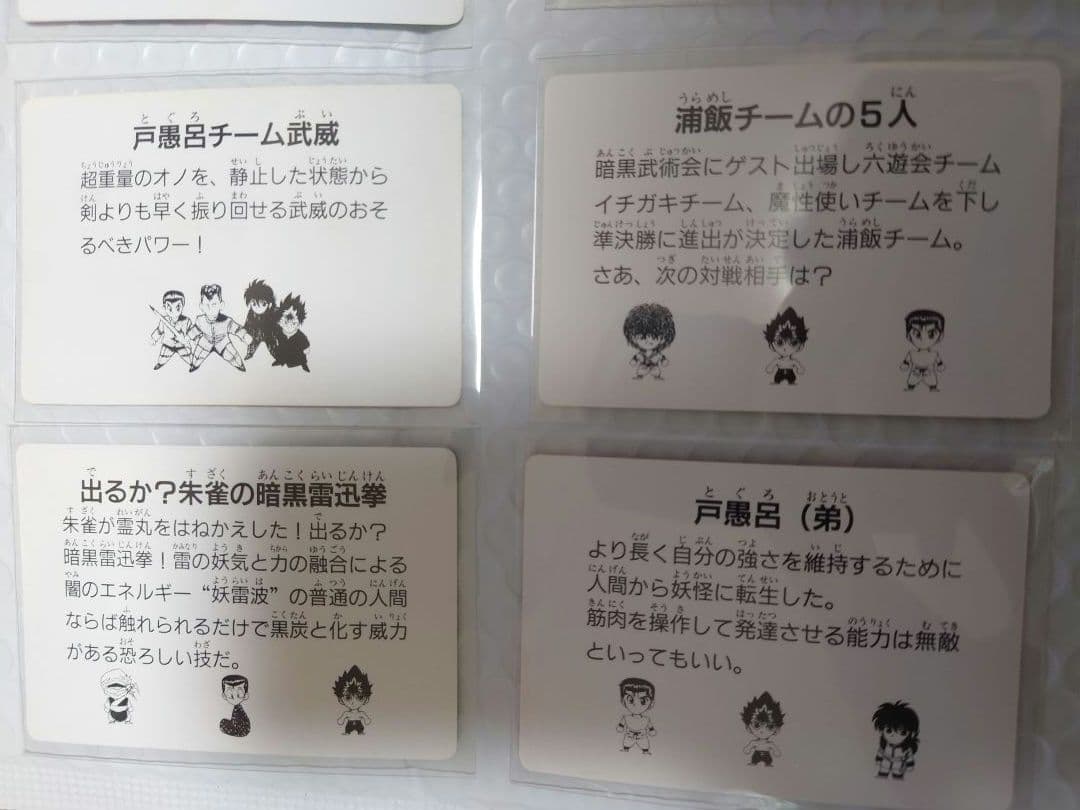 戸愚呂チーム武威
超重量のオノを、静止した状態から
剣よりも早く振り回せる武威のおそ
るべきパワー！
浦飯チームの5人
暗黒武術会にゲスト出場し六遊会チーム
イチガキチーム、魔性使いチームを下し
準決勝に進出が決定した浦飯チーム。
さあ、次の対戦相手は？
出るか？朱雀の暗黒雷迅拳
朱雀が霊丸をはねかえした！出るか？
暗黒雷迅拳！雷の妖気と力の融合による
闇のエネルギー“妖雷波”の普通の人間
ならば触れられるだけで黒炭と化す威力
がある恐ろしい技だ。
戸愚呂（弟）
より長く自分の強さを維持するために
人間から妖怪に転生した。
筋肉を操作して発達させる能力は無敵
といってもいい。